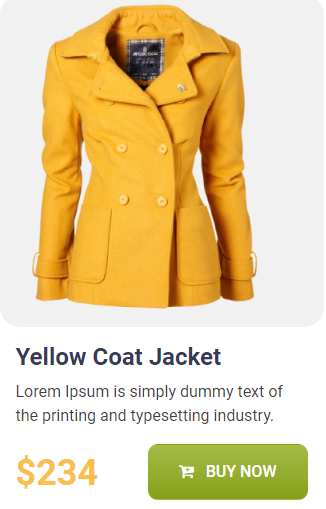 Yellow Coat Jacket
Lorem Ipsum is simply dummy text of
the printing and typesetting industry.
$234
BUY NOW